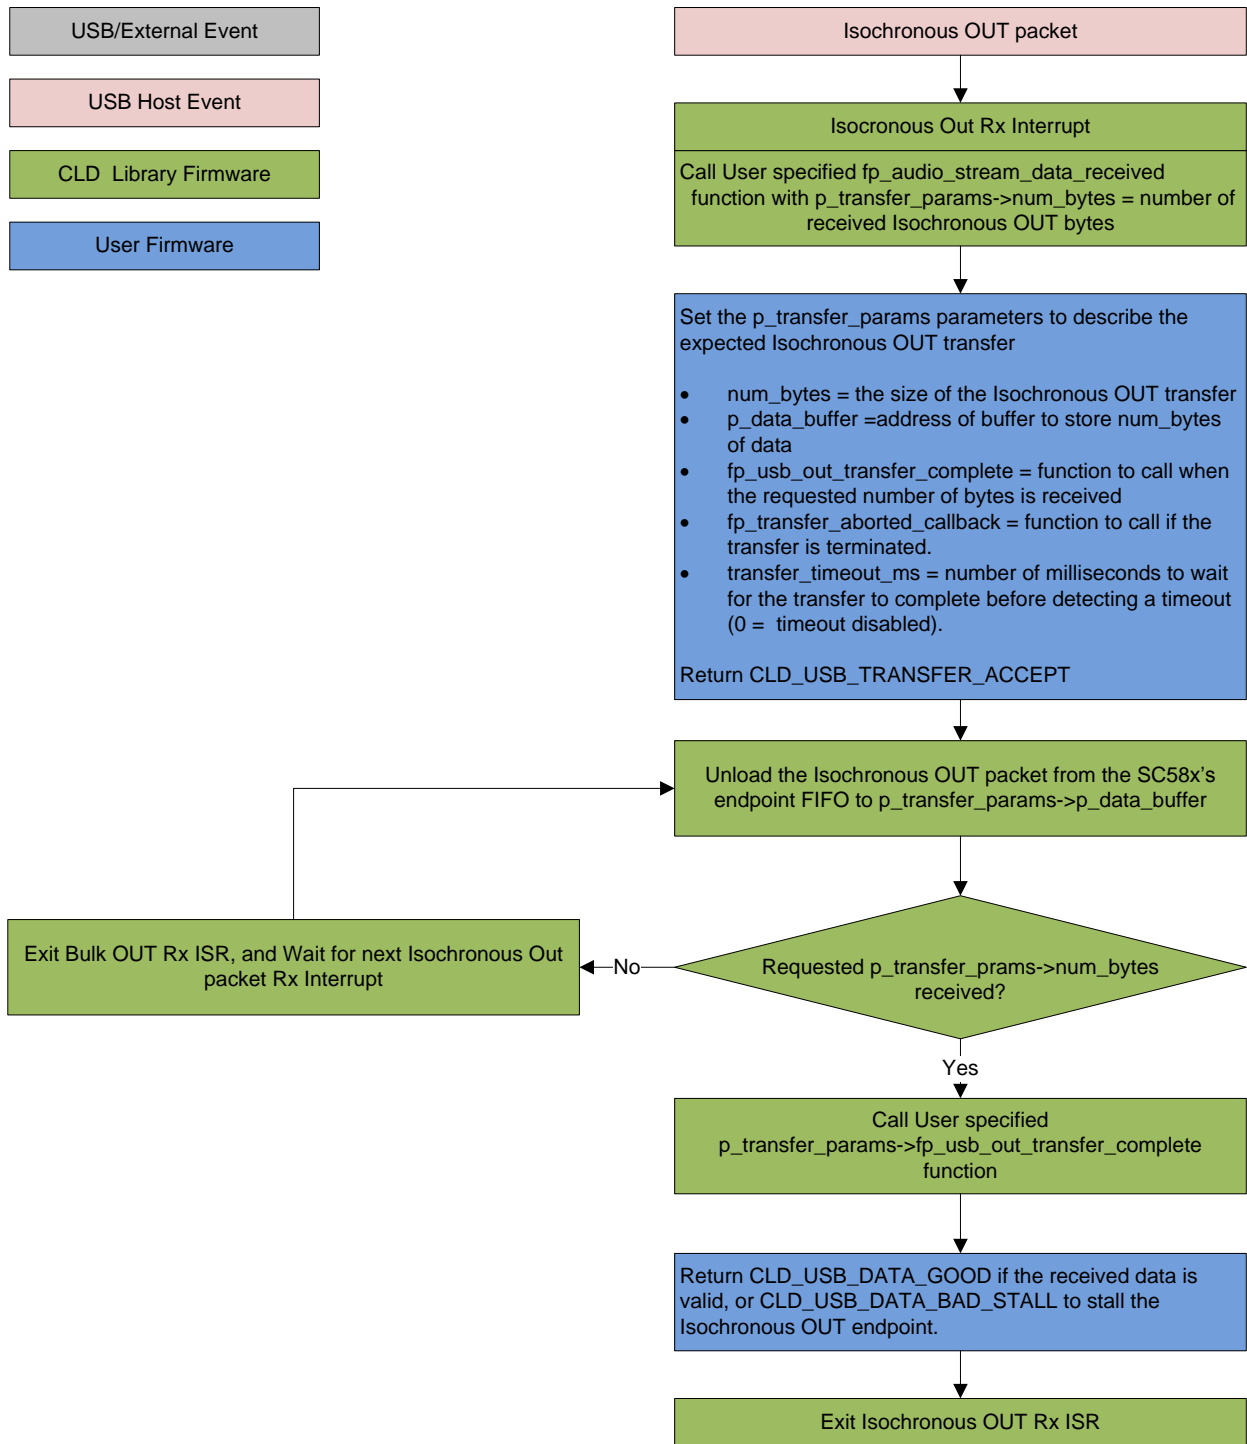 USB/External Event
USB Host Event
CLD  Library Firmware
User Firmware
Isochronous OUT packet
Isocronous Out Rx Interrupt
Call User specified fp_audio_stream_data_received
function with p_transfer_params->num_bytes = number of
received Isochronous OUT bytes
Set the p_transfer_params parameters to describe the
expected Isochronous OUT transfer
• num_bytes = the size of the Isochronous OUT transfer
• p_data_buffer =address of buffer to store num_bytes
of data
• fp_usb_out_transfer_complete = function to call when
the requested number of bytes is received
• fp_transfer_aborted_callback = function to call if the
transfer is terminated.
• transfer_timeout_ms = number of milliseconds to wait
for the transfer to complete before detecting a timeout
(0 =  timeout disabled).
Return CLD_USB_TRANSFER_ACCEPT
Unload the Isochronous OUT packet from the SC58x's
endpoint FIFO to p_transfer_params->p_data_buffer
Exit Bulk OUT Rx ISR, and Wait for next Isochronous Out
packet Rx Interrupt
No
Requested p_transfer_prams->num_bytes
received?
Yes
Call User specified
p_transfer_params->fp_usb_out_transfer_complete
function
Return CLD_USB_DATA_GOOD if the received data is
valid, or CLD_USB_DATA_BAD_STALL to stall the
Isochronous OUT endpoint.
Exit Isochronous OUT Rx ISR